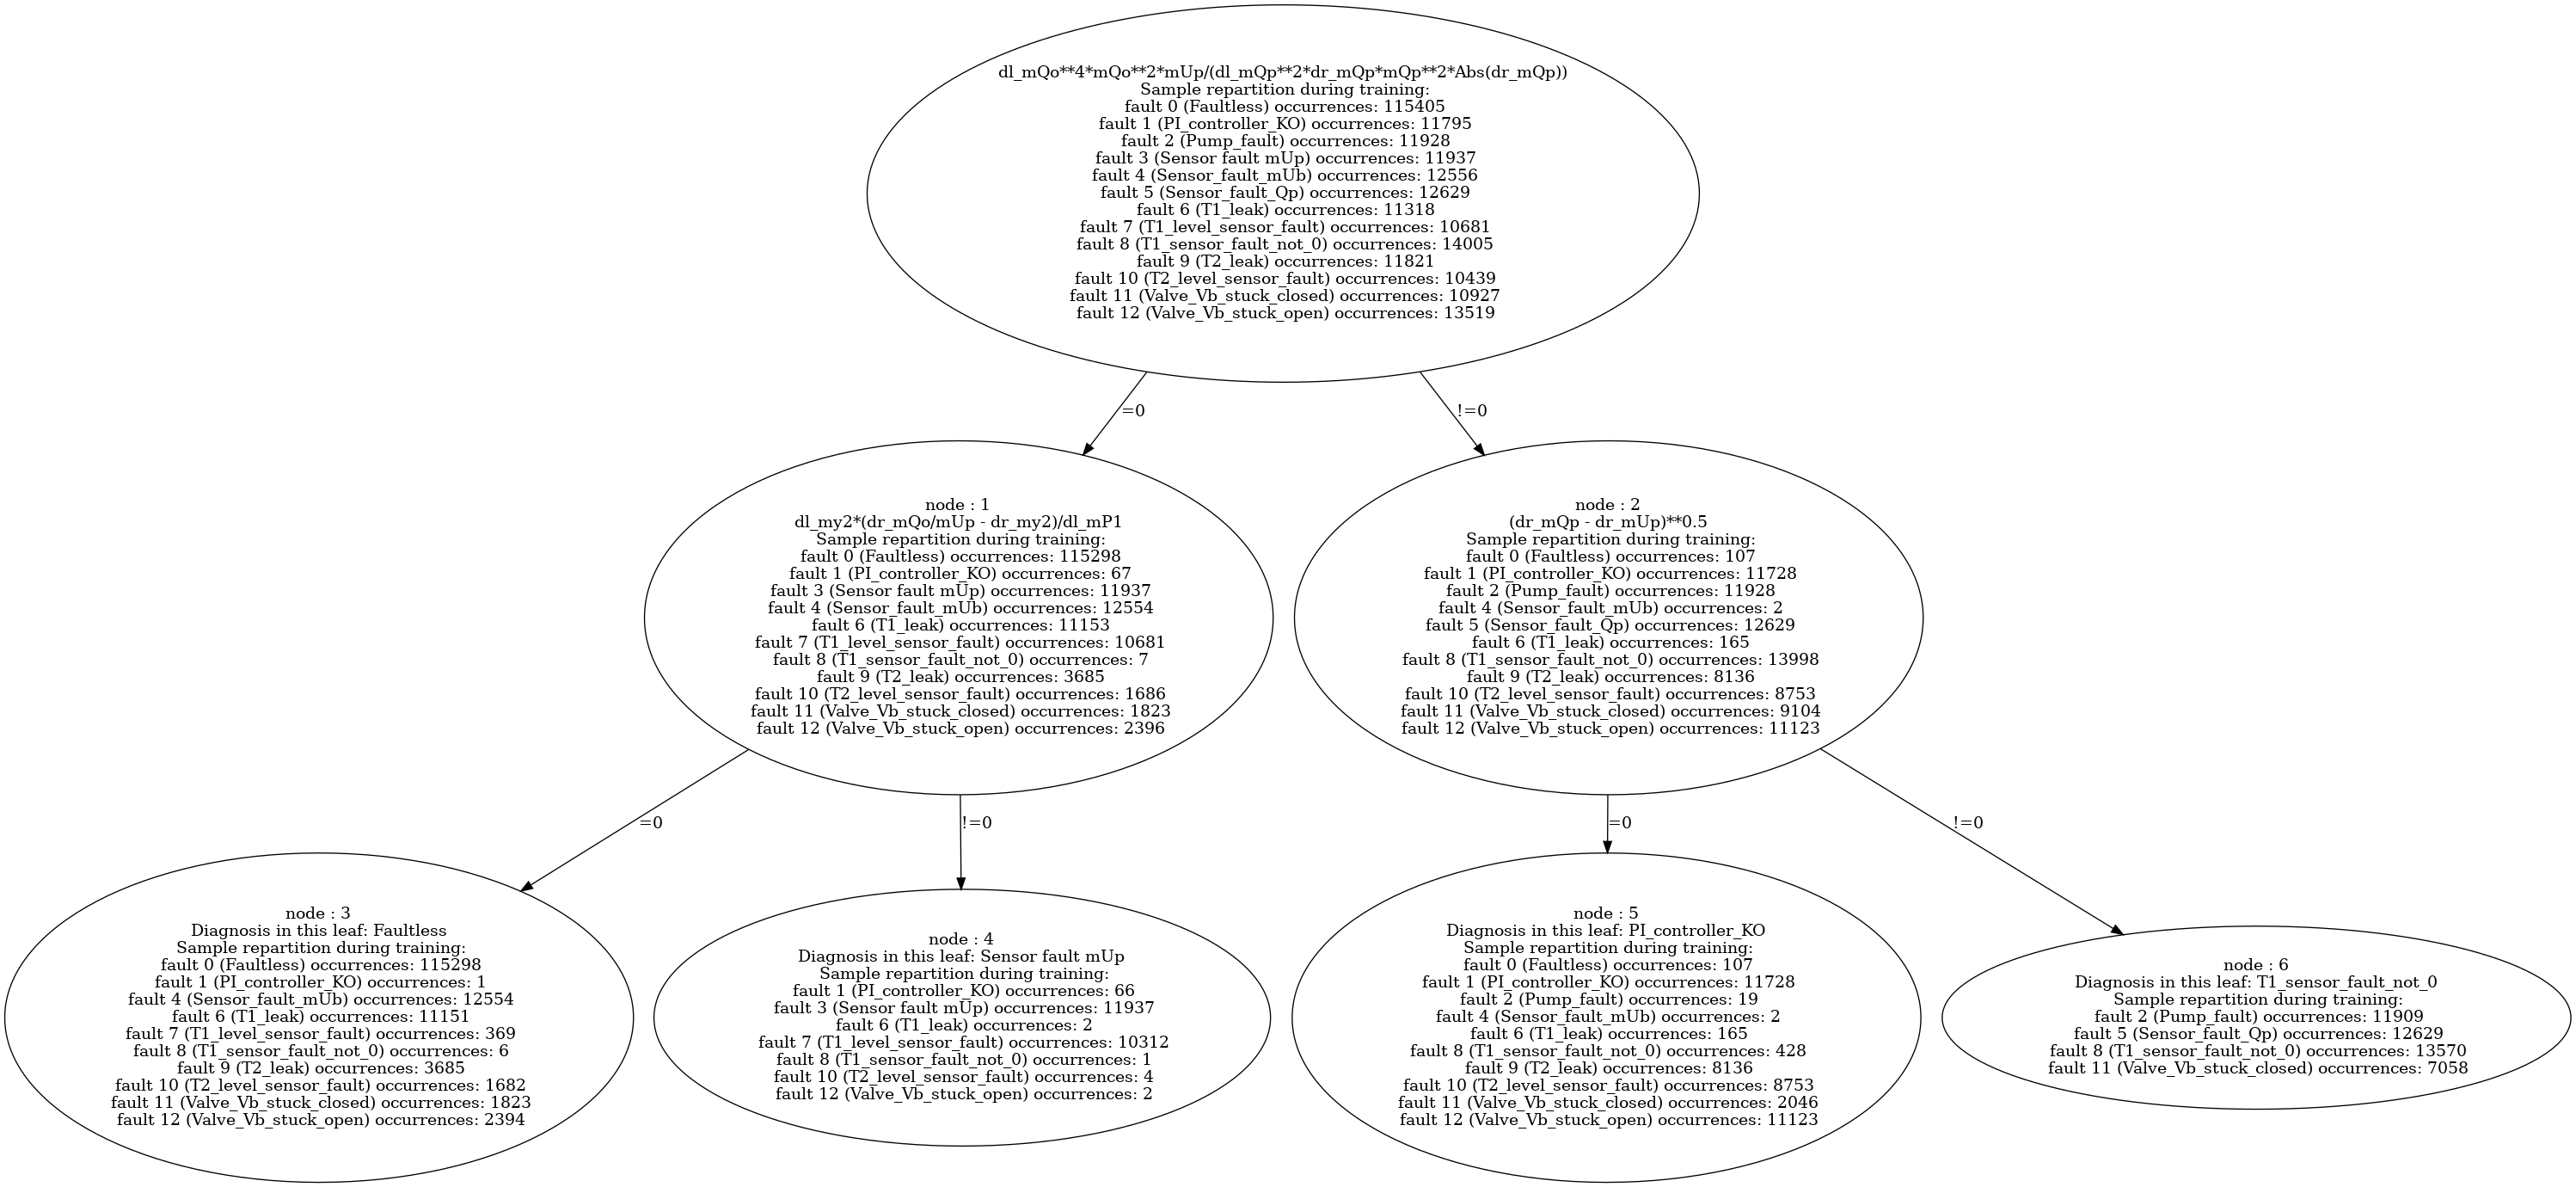 dl_mQo**4*mQo**2*mUp/(dl_mQp**2*dr_mQp*mQp**2*Abs(dr_mQp))
Sample repartition during training:
fault 0 (Faultless) occurrences: 115405
fault 1 (PI_controller_KO) occurrences: 11795
fault 2 (Pump_fault) occurrences: 11928
fault 3 (Sensor fault mUp) occurrences: 11937
fault 4 (Sensor_fault_mUb) occurrences: 12556
fault 5 (Sensor_fault_Qp) occurrences: 12629
fault 6 (T1_leak) occurrences: 11318
fault 7 (T1_level_sensor_fault) occurrences: 10681
fault 8 (T1_sensor_fault_not_0) occurrences: 14005
fault 9 (T2_leak) occurrences: 11821
fault 10 (T2_level_sensor_fault) occurrences: 10439
fault 11 (Valve_Vb_stuck_closed) occurrences: 10927
fault 12 (Valve_Vb_stuck_open) occurrences: 13519
=0
!=0
node : 1
dl_my2*(dr_mQo/mUp - dr_my2)/dl_mP1
Sample repartition during training:
fault 0 (Faultless) occurrences: 115298
fault 1 (PI_controller_KO) occurrences: 67
fault 3 (Sensor fault mUp) occurrences: 11937
fault 4 (Sensor_fault_mUb) occurrences: 12554
fault 6 (T1_leak) occurrences: 11153
fault 7 (T1_level_sensor_fault) occurrences: 10681
fault 8 (T1_sensor_fault_not_0) occurrences: 7
fault 9 (T2_leak) occurrences: 3685
fault 10 (T2_level_sensor_fault) occurrences: 1686
fault 11 (Valve_Vb_stuck_closed) occurrences: 1823
fault 12 (Valve_Vb_stuck_open) occurrences: 2396
node : 2
(dr_mQp - dr_mUp)**0.5
Sample repartition during training:
fault 0 (Faultless) occurrences: 107
fault 1 (PI_controller_KO) occurrences: 11728
fault 2 (Pump_fault) occurrences: 11928
fault 4 (Sensor_fault_mUb) occurrences: 2
fault 5 (Sensor_fault_Qp) occurrences: 12629
fault 6 (T1_leak) occurrences: 165
fault 8 (T1_sensor_fault_not_0) occurrences: 13998
fault 9 (T2_leak) occurrences: 8136
fault 10 (T2_level_sensor_fault) occurrences: 8753
fault 11 (Valve_Vb_stuck_closed) occurrences: 9104
fault 12 (Valve_Vb_stuck_open) occurrences: 11123
=0
!=0
=0
!=0
node : 3
Diagnosis in this leaf: Faultless
Sample repartition during training:
fault 0 (Faultless) occurrences: 115298
fault 1 (PI_controller_KO) occurrences: 1
fault 4 (Sensor_fault_mUb) occurrences: 12554
fault 6 (T1_leak) occurrences: 11151
fault 7 (T1_level_sensor_fault) occurrences: 369
fault 8 (T1_sensor_fault_not_0) occurrences: 6
fault 9 (T2_leak) occurrences: 3685
fault 10 (T2_level_sensor_fault) occurrences: 1682
fault 11 (Valve_Vb_stuck_closed) occurrences: 1823
fault 12 (Valve_Vb_stuck_open) occurrences: 2394
node : 4
Diagnosis in this leaf: Sensor fault mUp
Sample repartition during training:
fault 1 (PI_controller_KO) occurrences: 66
fault 3 (Sensor fault mUp) occurrences: 11937
fault 6 (T1_leak) occurrences: 2
fault 7 (T1_level_sensor_fault) occurrences: 10312
fault 8 (T1_sensor_fault_not_0) occurrences: 1
fault 10 (T2_level_sensor_fault) occurrences: 4
fault 12 (Valve_Vb_stuck_open) occurrences: 2
node : 5
Diagnosis in this leaf: PI_controller_KO
Sample repartition during training:
fault 0 (Faultless) occurrences: 107
fault 1 (PI_controller_KO) occurrences: 11728
fault 2 (Pump_fault) occurrences: 19
fault 4 (Sensor_fault_mUb) occurrences: 2
fault 6 (T1_leak) occurrences: 165
fault 8 (T1_sensor_fault_not_0) occurrences: 428
fault 9 (T2_leak) occurrences: 8136
fault 10 (T2_level_sensor_fault) occurrences: 8753
fault 11 (Valve_Vb_stuck_closed) occurrences: 2046
fault 12 (Valve_Vb_stuck_open) occurrences: 11123
node : 6
Diagnosis in this leaf: T1_sensor_fault_not_0
Sample repartition during training:
fault 2 (Pump_fault) occurrences: 11909
fault 5 (Sensor_fault_Qp) occurrences: 12629
fault 8 (T1_sensor_fault_not_0) occurrences: 13570
fault 11 (Valve_Vb_stuck_closed) occurrences: 7058